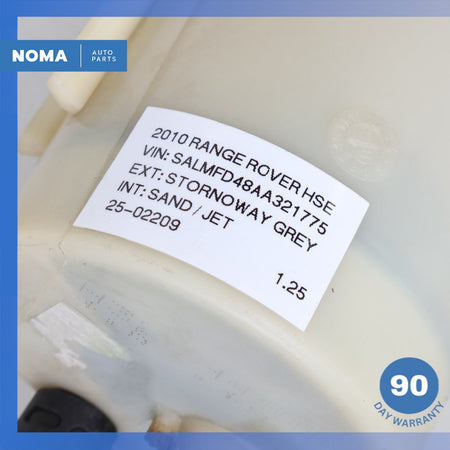 NOMA
AUTO
PARTS
2010 RANGE ROVER HSE
VIN: SALMFD48AA321775
EXT: STORNOWAY GREY
INT: SAND / JET
25-02209
1.25
90
DAY WARRANTY